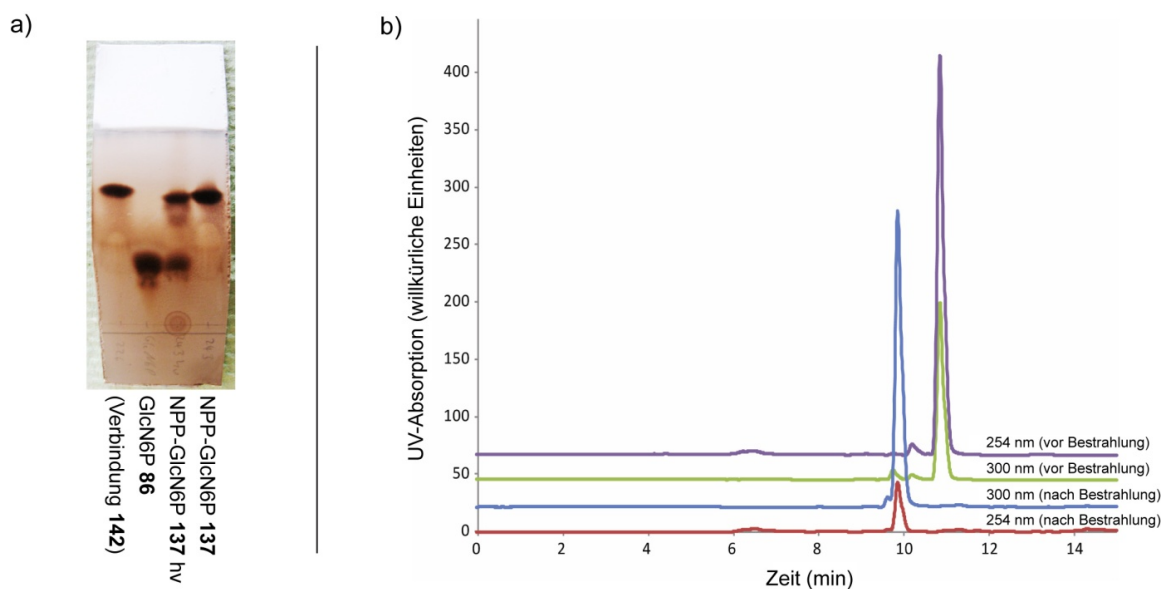 a)
(Verbindung 142)
GlcN6P 86
NPP-GlcN6P 137 hv
NPP-GlcN6P 137
b)
UV-Absorption (willkürliche Einheiten)
400
350
300
250
200
150
100
50
0
0 2 4 6 8 10 12 14
Zeit (min)
254 nm (vor Bestrahlung)
300 nm (vor Bestrahlung)
300 nm (nach Bestrahlung)
254 nm (nach Bestrahlung)